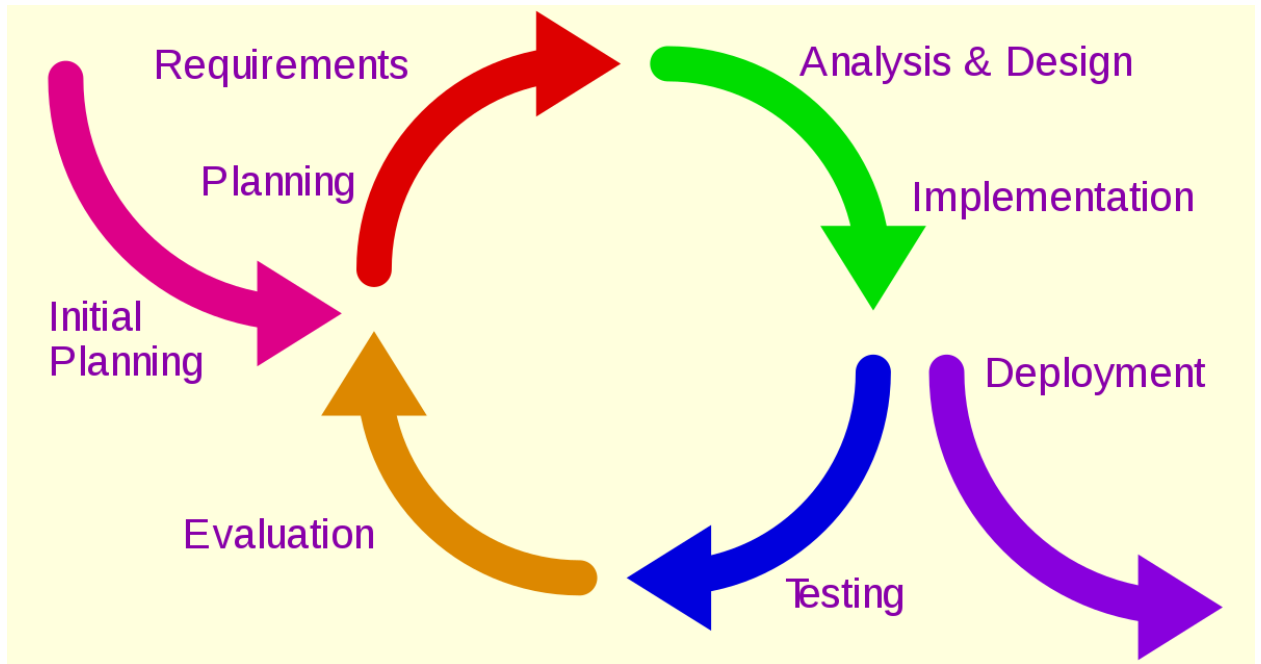 Requirements
Analysis & Design
Planning
Implementation
Initial
Planning
Deployment
Evaluation
Testing